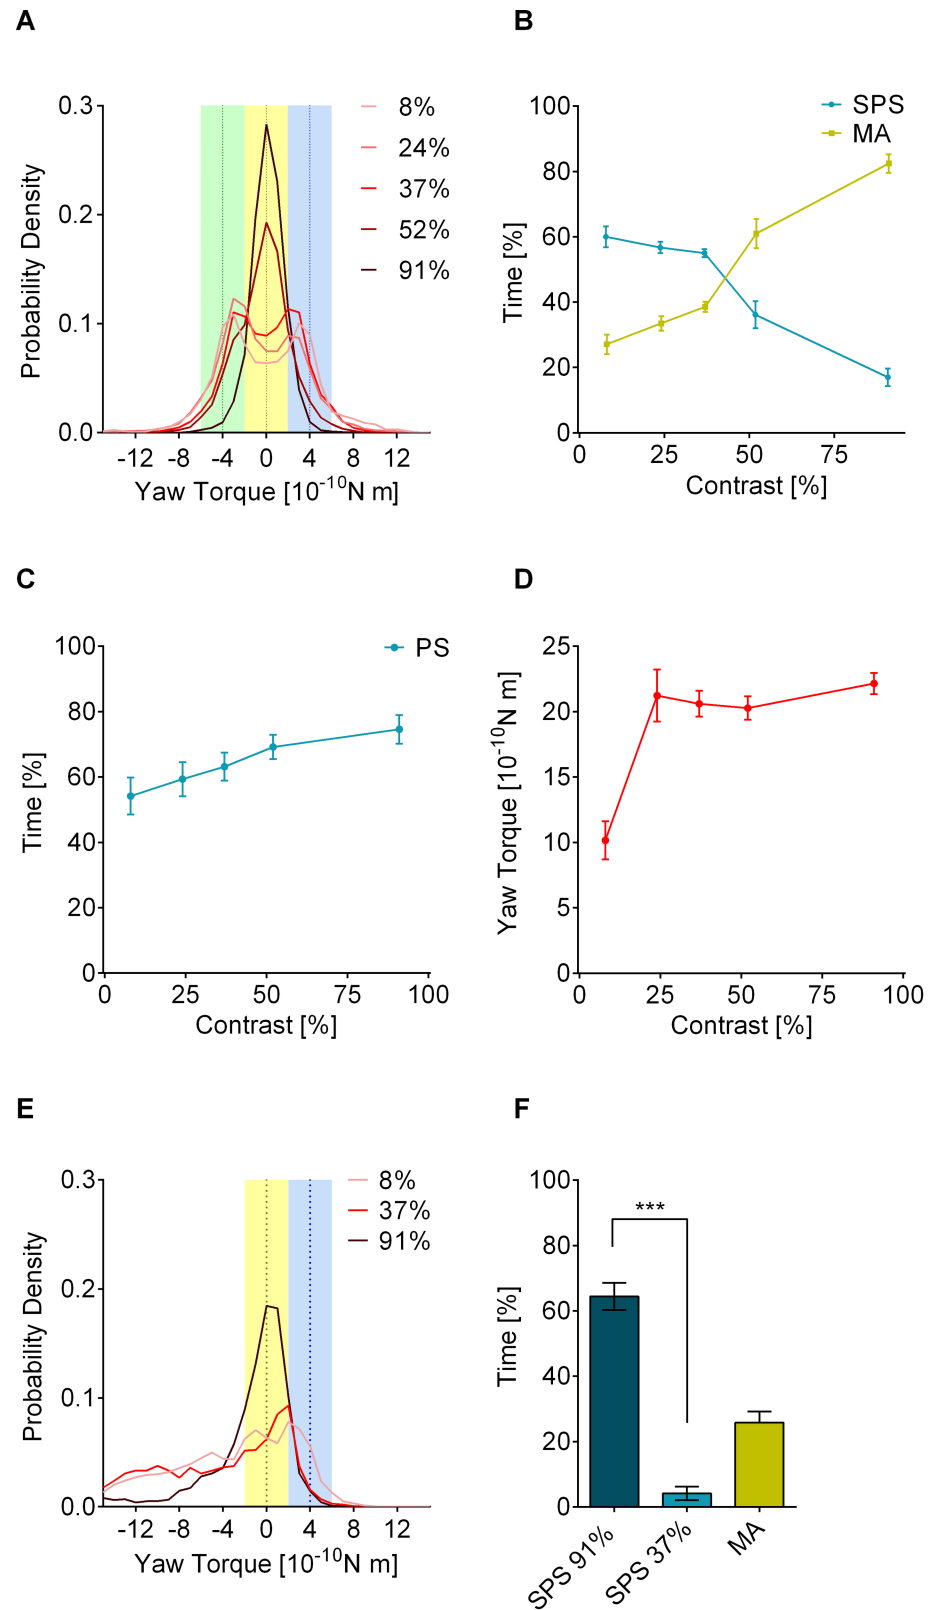 A
0.3
0.2
0.1
0.0
Probability Density
8%
24%
37%
52%
91%
-12 -8 -4 0 4 8 12
Yaw Torque [10-10N m]
B
100
80
60
40
20
0
Time [%]
SPS
MA
0 25 50 75
Contrast [%]
C
100
80
60
40
20
0
Time [%]
PS
0 25 50 75 100
Contrast [%]
D
25
20
15
10
5
0
Yaw Torque [10-10N m]
0 25 50 75 100
Contrast [%]
E
0.3
0.2
0.1
0.0
Probability Density
8%
37%
91%
-12 -8 -4 0 4 8 12
Yaw Torque [10-10N m]
F
100
80
60
40
20
0
Time [%]
***
SPS 91%
SPS 37%
MA